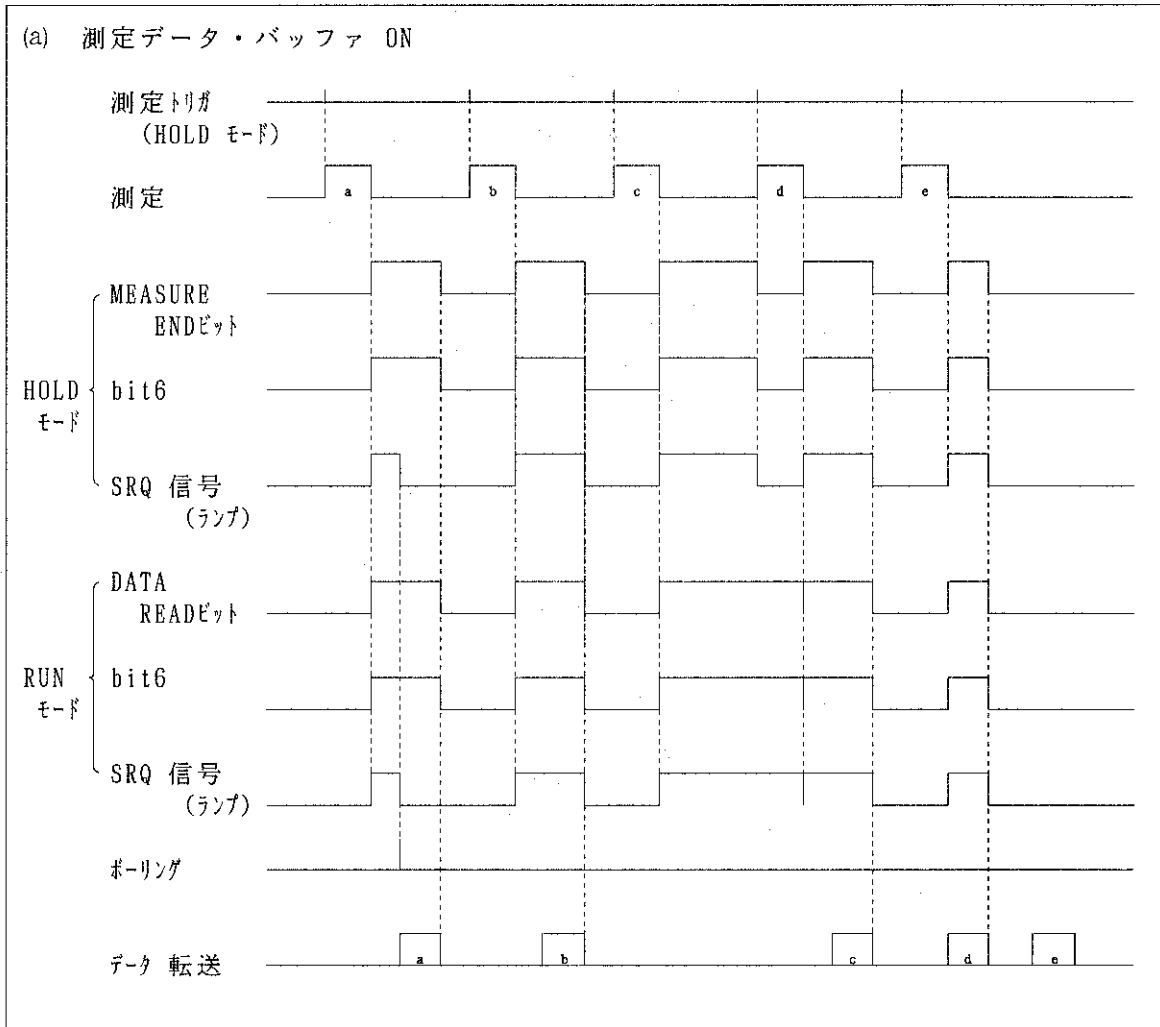 (a) 測定データ・バッファ ON
測定トリガ
(HOLD モード)
測定
a
b
c
d
e
MEASURE
ENDビット
HOLD
モード
bit6
SRQ 信号
(ランプ)
DATA
READビット
RUN
モード
bit6
SRQ 信号
(ランプ)
ポーリング
データ 転送
a
b
c
d
e